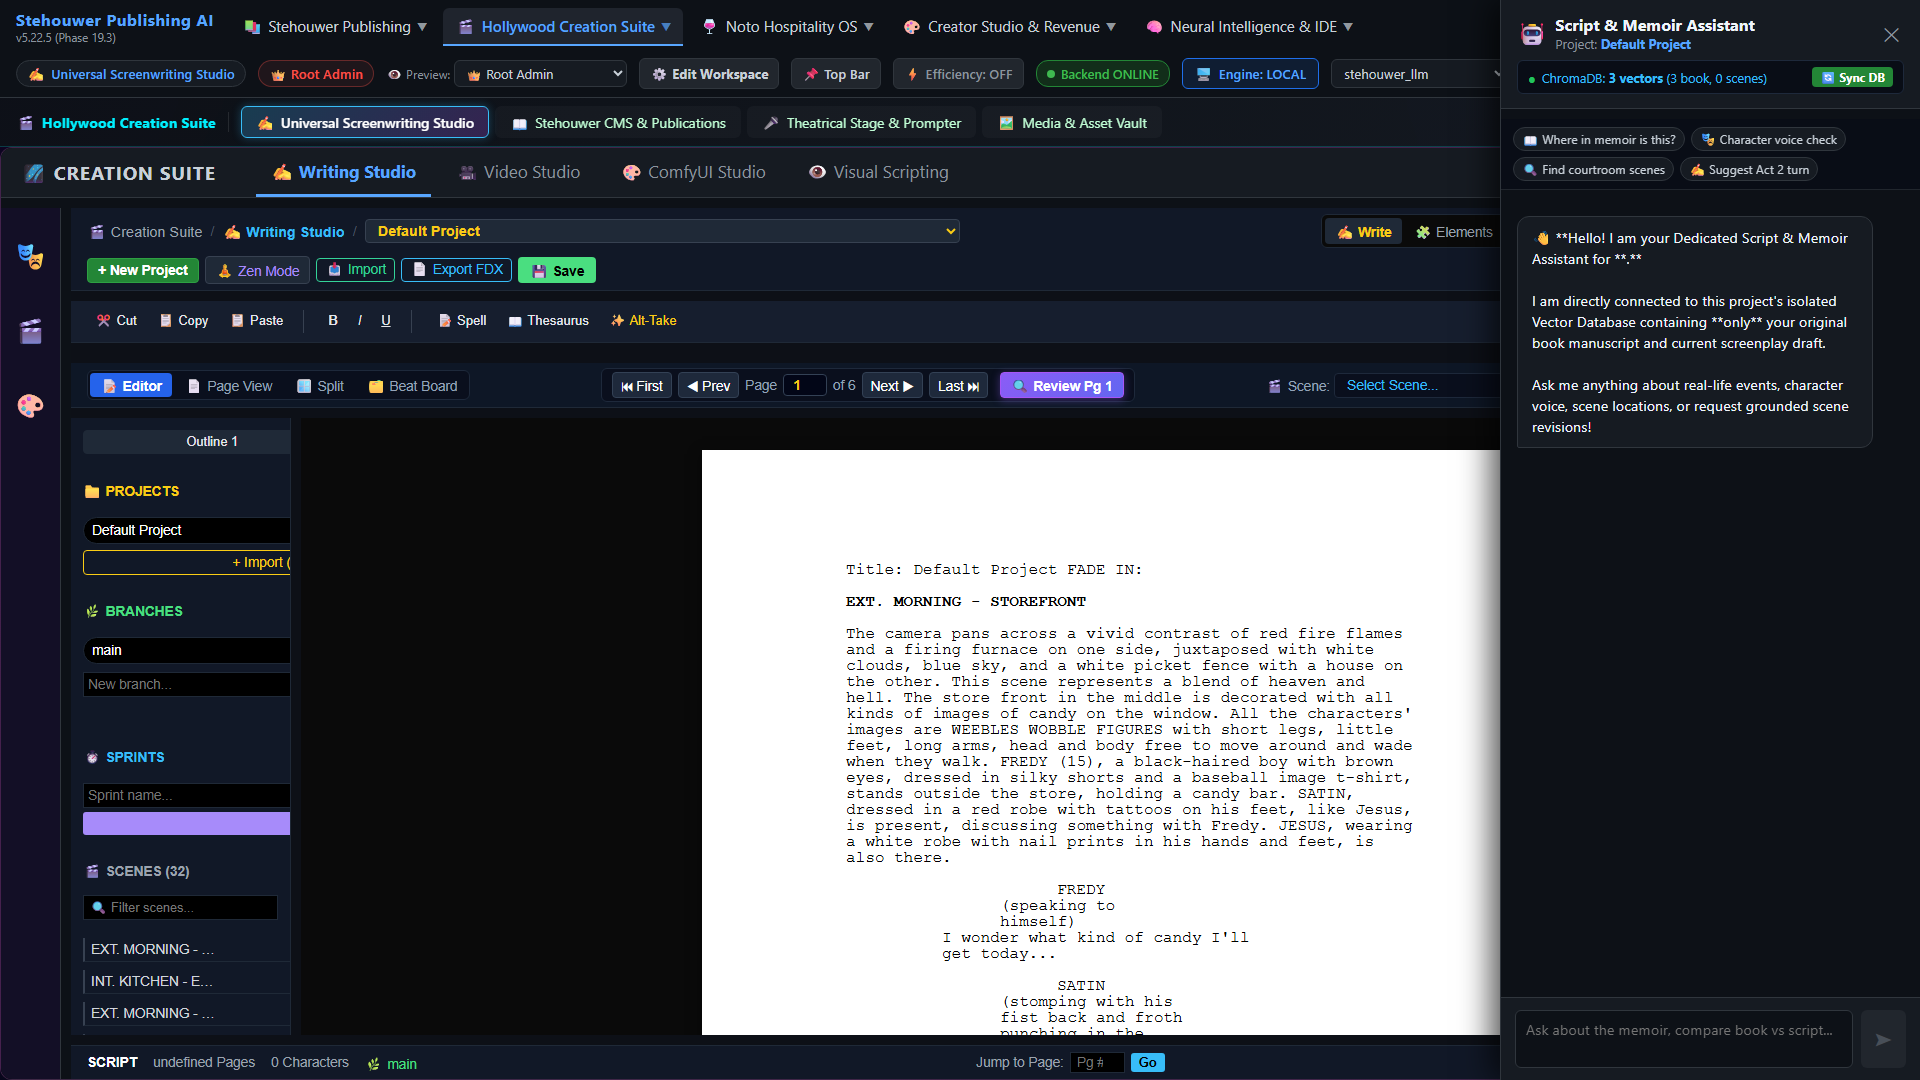 Stehouwer Publishing AI
v5.22.5 (Phase 19.3)
Stehouwer Publishing ▼
Hollywood Creation Suite ▼
Noto Hospitality OS ▼
Creator Studio & Revenue ▼
Neural Intelligence & IDE ▼
Universal Screenwriting Studio
Root Admin
Preview:
Root Admin
Edit Workspace
Top Bar
Efficiency: OFF
Backend ONLINE
Engine: LOCAL
stehouwer_llm
Hollywood Creation Suite
Universal Screenwriting Studio
Stehouwer CMS & Publications
Theatrical Stage & Prompter
Media & Asset Vault
CREATION SUITE
Writing Studio
Video Studio
ComfyUI Studio
Visual Scripting
Creation Suite / Writing Studio /
Default Project
Write
Elements
+ New Project
Zen Mode
Import
Export FDX
Save
Cut
Copy
Paste
B
I
U
Spell
Thesaurus
Alt-Take
Editor
Page View
Split
Beat Board
First
Prev
Page
1
of 6
Next
Last
Review Pg 1
Scene:
Select Scene...
Outline 1
PROJECTS
Default Project
+ Import (
BRANCHES
main
New branch...
SPRINTS
Sprint name...
SCENES (32)
Filter scenes...
EXT. MORNING - ...
INT. KITCHEN - E...
EXT. MORNING - ...
Title: Default Project FADE IN:
EXT. MORNING - STOREFRONT
The camera pans across a vivid contrast of red fire flames
and a firing furnace on one side, juxtaposed with white
clouds, blue sky, and a white picket fence with a house on
the other. This scene represents a blend of heaven and
hell. The store front in the middle is decorated with all
kinds of images of candy on the window. All the characters'
images are WEEBLES WOBBLE FIGURES with short legs, little
feet, long arms, head and body free to move around and wade
when they walk. FREDY (15), a black-haired boy with brown
eyes, dressed in silky shorts and a baseball image t-shirt,
stands outside the store, holding a candy bar. SATIN,
dressed in a red robe with tattoos on his feet, like Jesus,
is present, discussing something with Fredy. JESUS, wearing
a white robe with nail prints in his hands and feet, is
also there.
FREDY
(speaking to
himself)
I wonder what kind of candy I'll
get today...
SATIN
(stomping with his
fist back and froth
punching in the
SCRIPT
undefined Pages
0 Characters
main
Jump to Page:
Pg #
Go
Script & Memoir Assistant
Project: Default Project
ChromaDB: 3 vectors (3 book, 0 scenes)
Sync DB
Where in memoir is this?
Character voice check
Find courtroom scenes
Suggest Act 2 turn
**Hello! I am your Dedicated Script & Memoir
Assistant for **.**
I am directly connected to this project's isolated
Vector Database containing **only** your original
book manuscript and current screenplay draft.
Ask me anything about real-life events, character
voice, scene locations, or request grounded scene
revisions!
Ask about the memoir, compare book vs script...